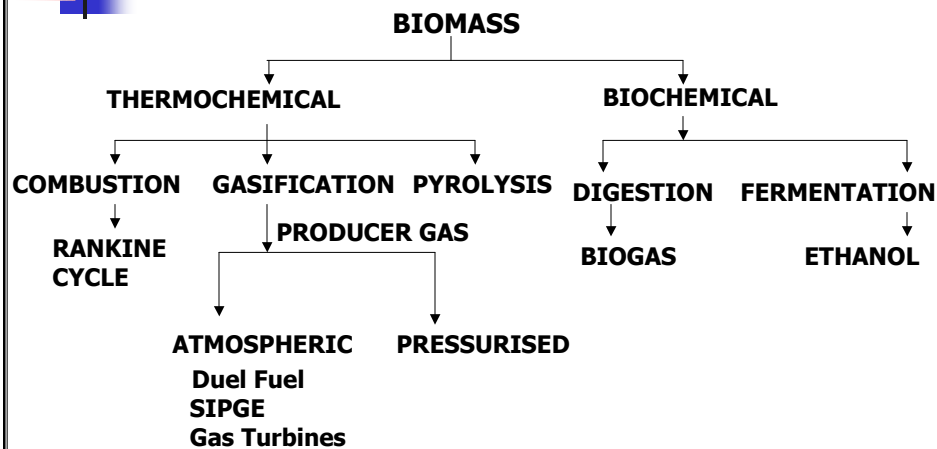 BIOMASS
THERMOCHEMICAL
BIOCHEMICAL
COMBUSTION
GASIFICATION
PYROLYSIS
DIGESTION
FERMENTATION
RANKINE
CYCLE
PRODUCER GAS
BIOGAS
ETHANOL
ATMOSPHERIC
PRESSURISED
Duel Fuel
SIPGE
Gas Turbines